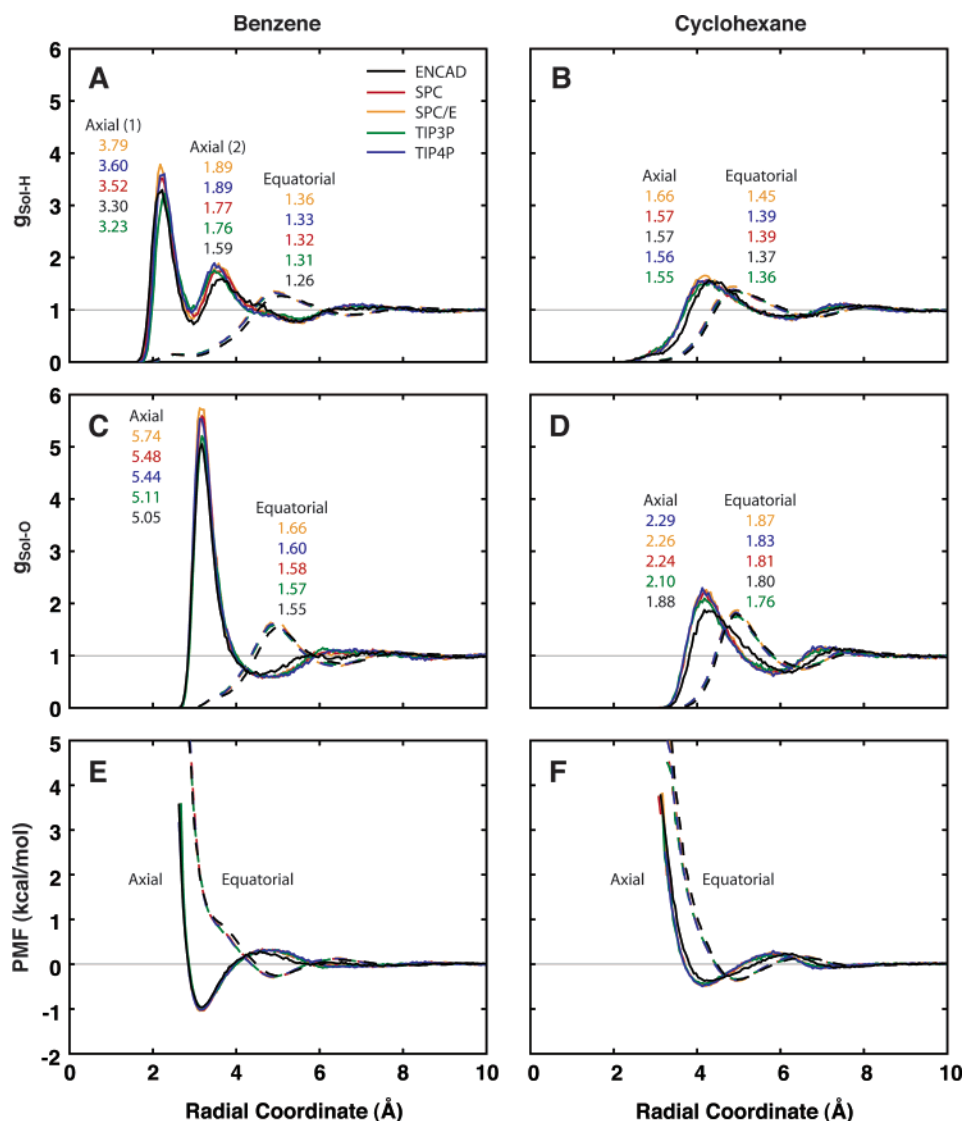 Benzene
Cyclohexane
A
ENCAD
SPC
SPC/E
TIP3P
TIP4P
Axial (1)
3.79
3.60
3.52
3.30
3.23
Axial (2)
1.89
1.89
1.77
1.76
1.59
Equatorial
1.36
1.33
1.32
1.31
1.26
gSol-H
6
5
4
3
2
1
0
B
Axial
1.66
1.57
1.57
1.56
1.55
Equatorial
1.45
1.39
1.39
1.37
1.36
6
5
4
3
2
1
0
C
Axial
5.74
5.48
5.44
5.11
5.05
Equatorial
1.66
1.60
1.58
1.57
1.55
gSol-O
6
5
4
3
2
1
0
D
Axial
2.29
2.26
2.24
2.10
1.88
Equatorial
1.87
1.83
1.81
1.80
1.76
E
Axial
Equatorial
PMF (kcal/mol)
5
4
3
2
1
0
-1
-2
0 2 4 6 8 10
Radial Coordinate (Å)
F
Axial
Equatorial
0 2 4 6 8 10
Radial Coordinate (Å)